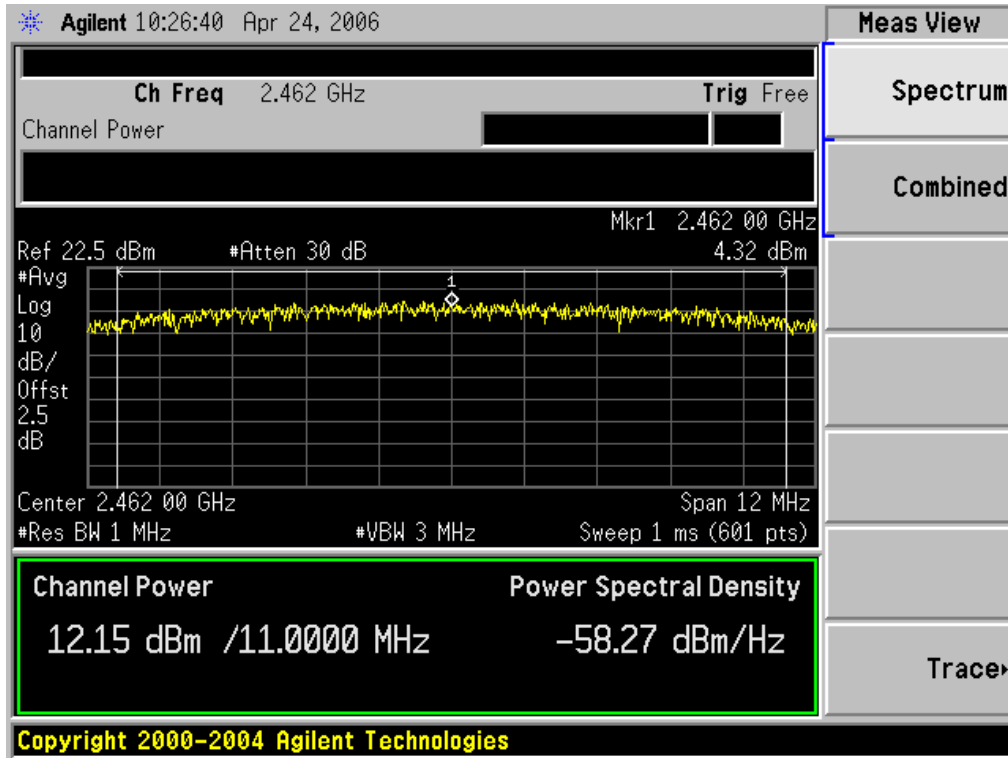 Agilent 10:26:40 Apr 24, 2006
Meas View
Ch Freq 2.462 GHz
Trig Free
Channel Power
Spectrum
Combined
Mkr1 2.462 00 GHz
Ref 22.5 dBm #Atten 30 dB 4.32 dBm
#Avg
Log
10
dB/
Offst
2.5
dB
1
Center 2.462 00 GHz Span 12 MHz
#Res BW 1 MHz #VBW 3 MHz Sweep 1 ms (601 pts)
Channel Power Power Spectral Density
12.15 dBm /11.0000 MHz -58.27 dBm/Hz
Trace
Copyright 2000-2004 Agilent Technologies